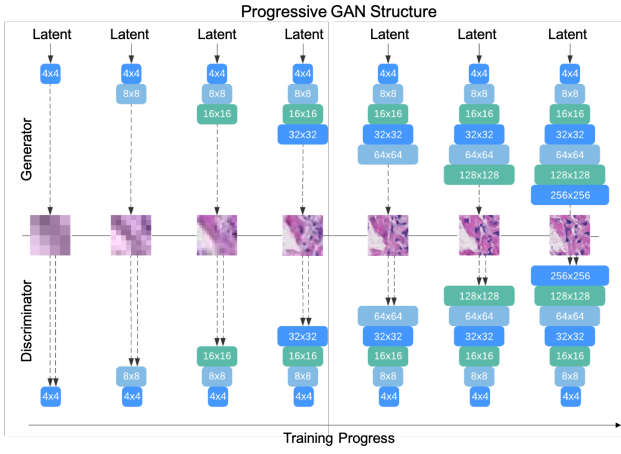 Progressive GAN Structure
Latent Latent Latent Latent Latent Latent Latent
4x4 4x4 4x4 4x4 4x4 4x4 4x4
8x8 8x8 8x8 8x8 8x8 8x8
16x16 16x16 16x16 16x16 16x16
32x32 32x32 32x32 32x32
64x64 64x64 64x64
128x128 128x128
256x256
Generator
Discriminator
256x256
128x128 128x128
64x64 64x64 64x64
32x32 32x32 32x32 32x32
16x16 16x16 16x16 16x16 16x16
8x8 8x8 8x8 8x8 8x8 8x8
4x4 4x4 4x4 4x4 4x4 4x4 4x4
Training Progress